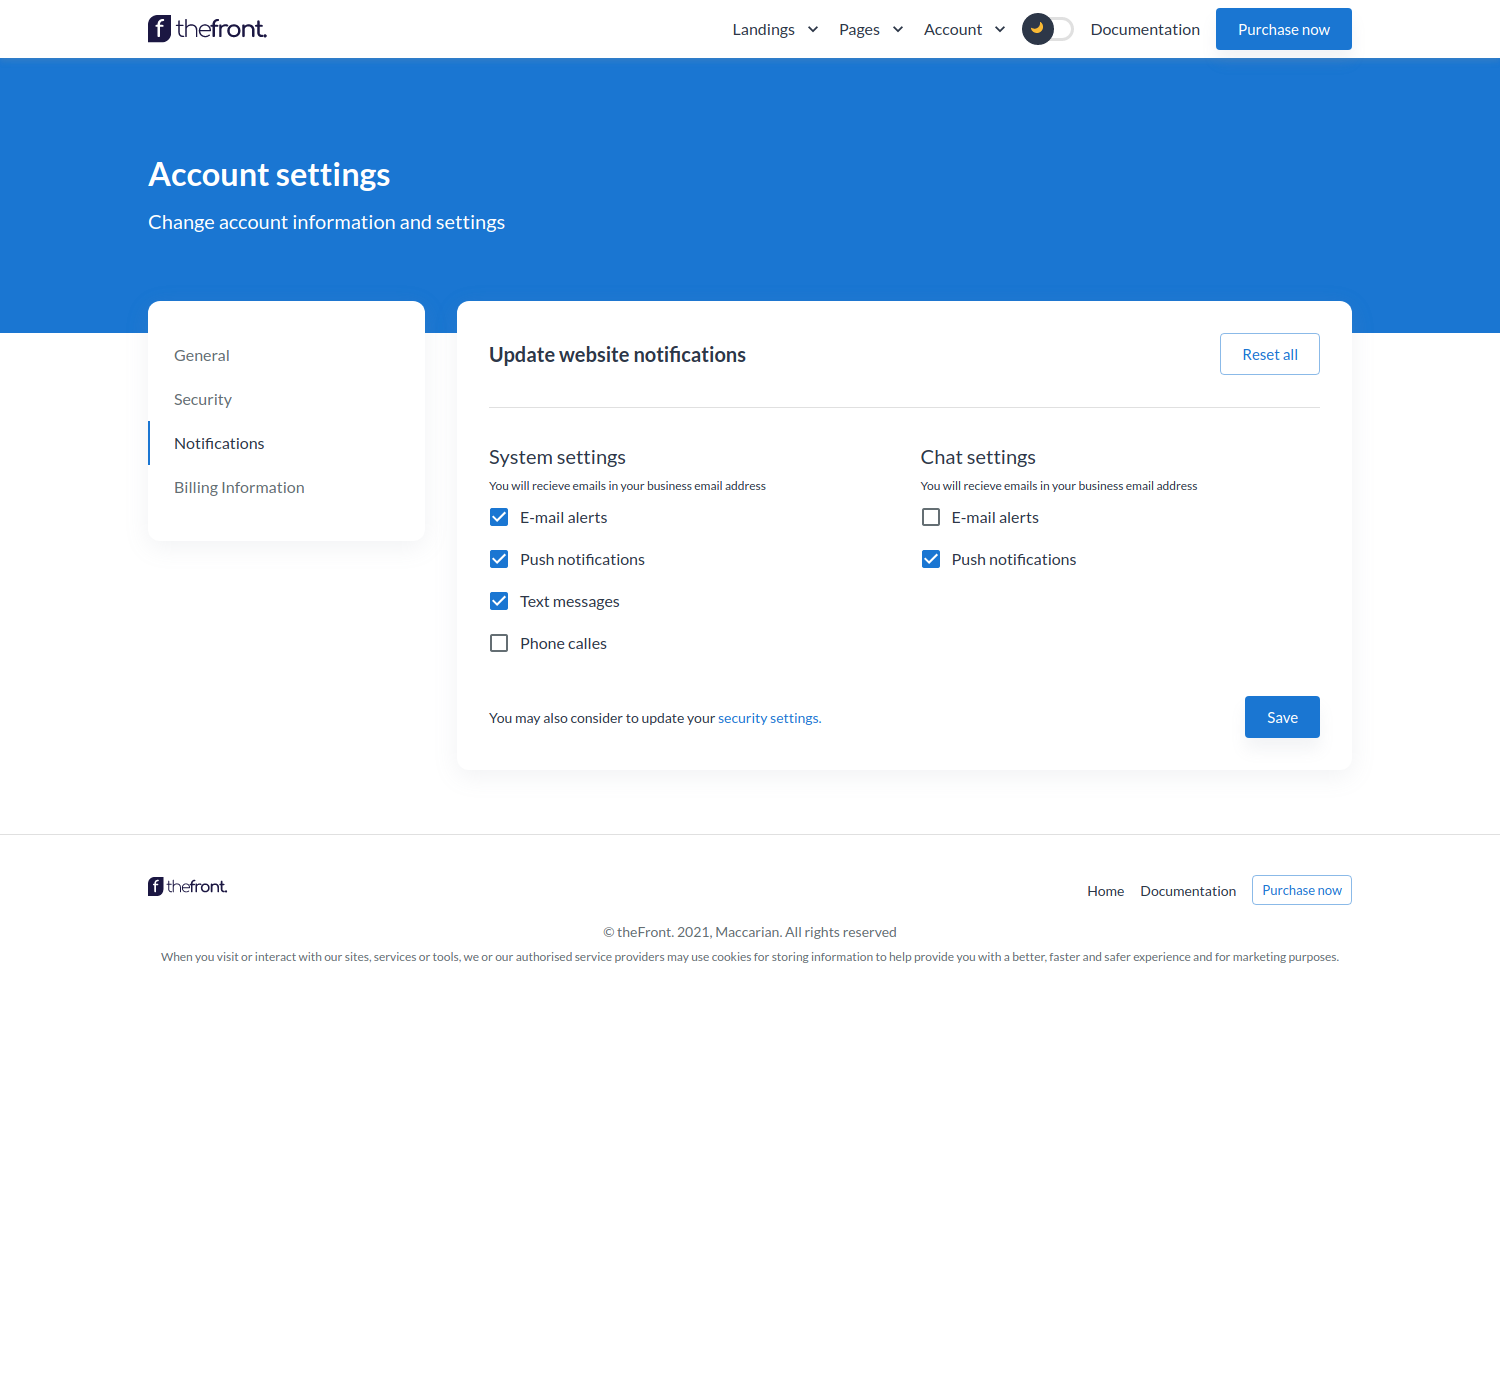 thefront.
Landings Pages Account Documentation Purchase now
Account settings
Change account information and settings
General
Security
Notifications
Billing Information
Update website notifications
Reset all
System settings
You will recieve emails in your business email address
E-mail alerts
Push notifications
Text messages
Phone calles
Chat settings
You will recieve emails in your business email address
E-mail alerts
Push notifications
You may also consider to update your security settings.
Save
thefront.
Home Documentation Purchase now
© theFront. 2021, Maccarian. All rights reserved
When you visit or interact with our sites, services or tools, we or our authorised service providers may use cookies for storing information to help provide you with a better, faster and safer experience and for marketing purposes.